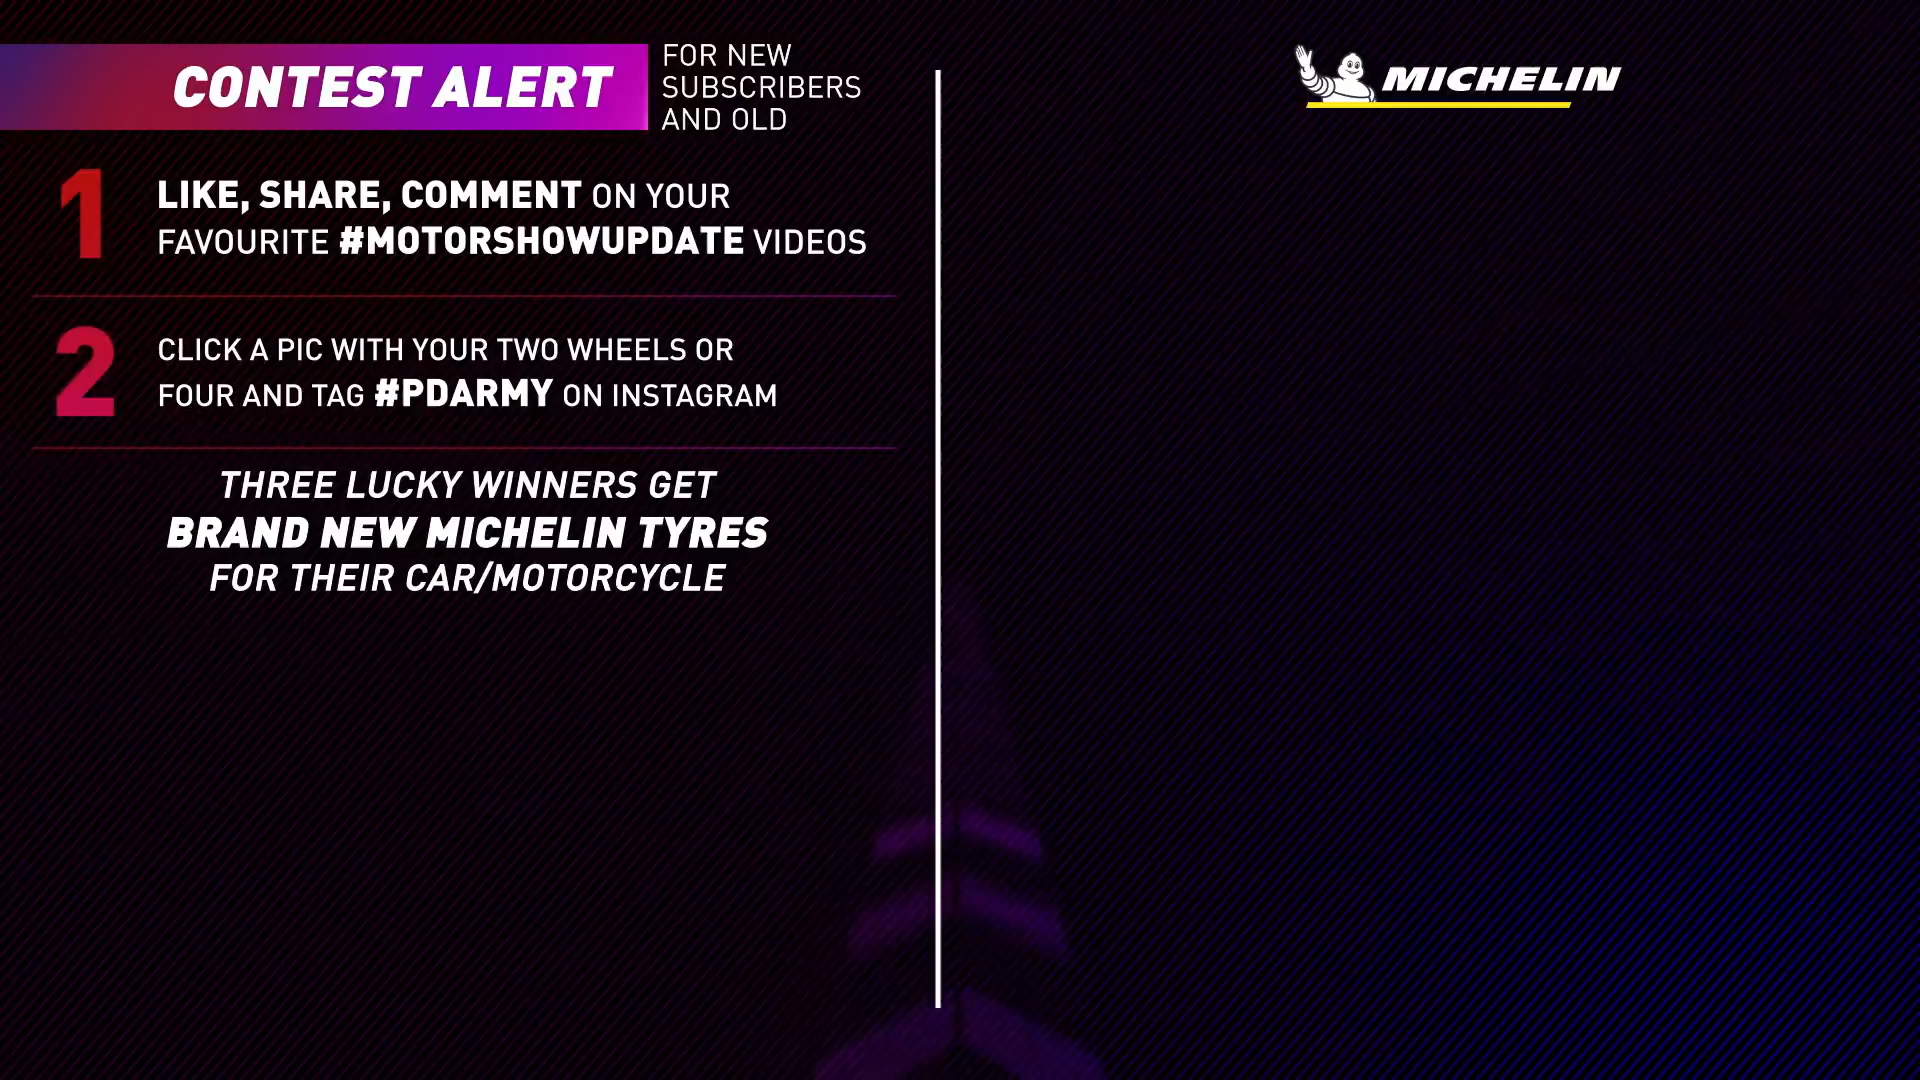 CONTEST ALERT
FOR NEW
SUBSCRIBERS
AND OLD
1
LIKE, SHARE, COMMENT ON YOUR
FAVOURITE #MOTORSHOWUPDATE VIDEOS
2
CLICK A PIC WITH YOUR TWO WHEELS OR
FOUR AND TAG #PDARMY ON INSTAGRAM
THREE LUCKY WINNERS GET
BRAND NEW MICHELIN TYRES
FOR THEIR CAR/MOTORCYCLE
MICHELIN